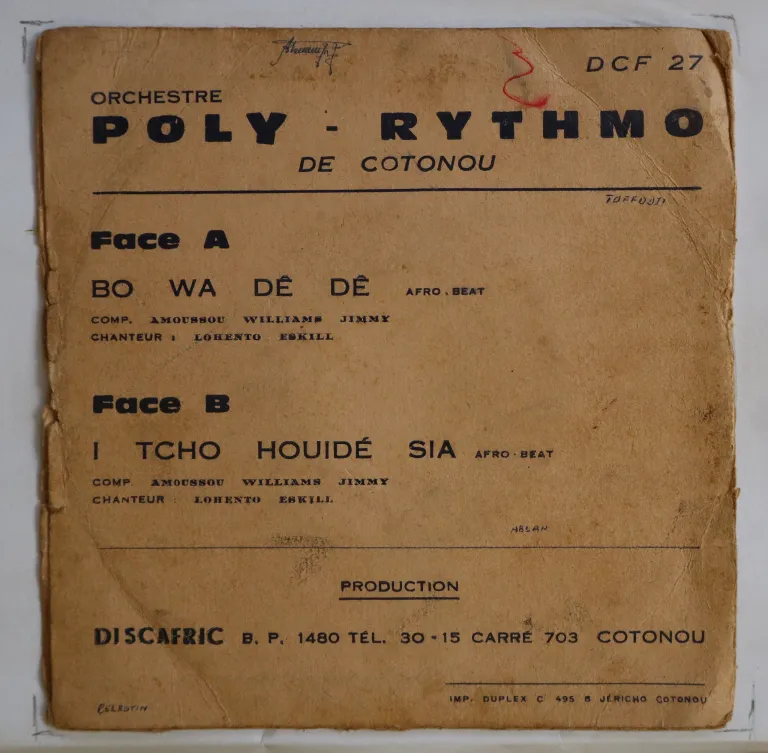 DCF 27
ORCHESTRE
POLY - RYTHMO
DE COTONOU
TOFFODJI
Face A
BO WA DÊ DÊ AFRO.BEAT
COMP. AMOUSSOU WILLIAMS JIMMY
CHANTEUR : LOHENTO ESKILL
Face B
I TCHO HOUIDÉ SIA AFRO-BEAT
COMP AMOUSSOU WILLIAMS JIMMY
CHANTEUR : LOHENTO ESKILL
PRODUCTION
DISCAFRIC B. P. 1480 TÉL. 30-15 CARRÉ 703 COTONOU
IMP. DUPLEX C 495 B JÉRICHO COTONOU